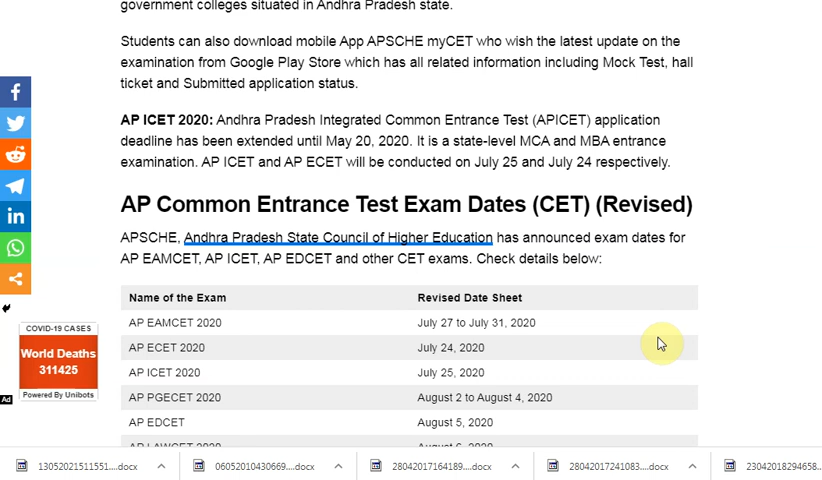 government colleges situated in Andhra Pradesh state.
Students can also download mobile App APSCHE myCET who wish the latest update on the
examination from Google Play Store which has all related information including Mock Test, hall
ticket and Submitted application status.
AP ICET 2020: Andhra Pradesh Integrated Common Entrance Test (APICET) application
deadline has been extended until May 20, 2020. It is a state-level MCA and MBA entrance
examination. AP ICET and AP ECET will be conducted on July 25 and July 24 respectively.
AP Common Entrance Test Exam Dates (CET) (Revised)
APSCHE, Andhra Pradesh State Council of Higher Education has announced exam dates for
AP EAMCET, AP ICET, AP EDCET and other CET exams. Check details below:
Name of the Exam Revised Date Sheet
AP EAMCET 2020 July 27 to July 31, 2020
AP ECET 2020 July 24, 2020
AP ICET 2020 July 25, 2020
AP PGECET 2020 August 2 to August 4, 2020
AP EDCET August 5, 2020
AP LAWCET 2020 August 6, 2020
COVID-19 CASES
World Deaths
311425
Powered By Unibots
Ad
13052021511551....docx 06052010430669....docx 28042017164189....docx 28042017241083....docx 23042018294658...